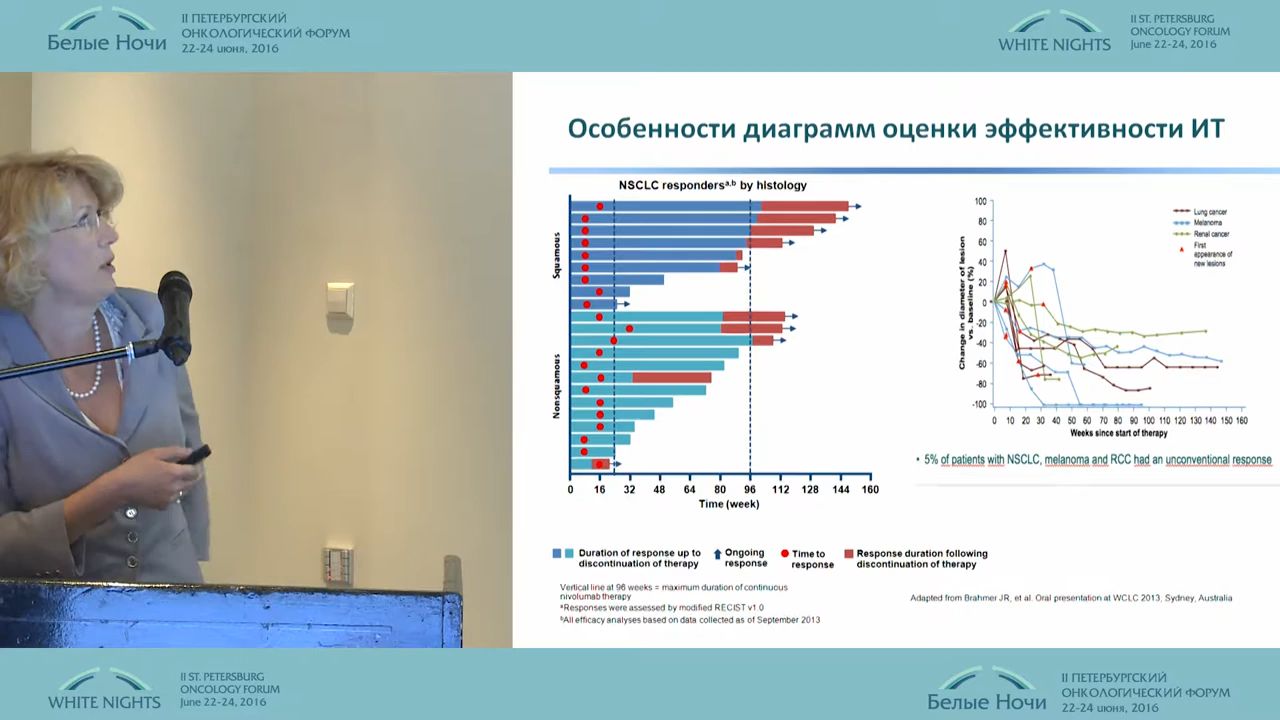 Белые Ночи
II ПЕТЕРБУРГСКИЙ
ОНКОЛОГИЧЕСКИЙ ФОРУМ
22-24 июня, 2016
WHITE NIGHTS
II ST. PETERSBURG
ONCOLOGY FORUM
June 22-24, 2016
Особенности диаграмм оценки эффективности ИТ
NSCLC responders^a,b by histology
Squamous
Nonsquamous
0 16 32 48 64 80 96 112 128 144 160
Time (week)
Duration of response up to
discontinuation of therapy
Ongoing
response
Time to
response
Response duration following
discontinuation of therapy
Vertical line at 96 weeks = maximum duration of continuous
nivolumab therapy
^aResponses were assessed by modified RECIST v1.0
^bAll efficacy analyses based on data collected as of September 2013
Change in diameter of lesion
vs. baseline (%)
100
80
60
40
20
0
-20
-40
-60
-80
-100
Lung cancer
Melanoma
Renal cancer
First
appearance of
new lesions
0 10 20 30 40 50 60 70 80 90 100 110 120 130 140 150 160
Weeks since start of therapy
• 5% of patients with NSCLC, melanoma and RCC had an unconventional response
Adapted from Brahmer JR, et al. Oral presentation at WCLC 2013, Sydney, Australia
WHITE NIGHTS
II ST. PETERSBURG
ONCOLOGY FORUM
June 22-24, 2016
Белые Ночи
II ПЕТЕРБУРГСКИЙ
ОНКОЛОГИЧЕСКИЙ ФОРУМ
22-24 июня, 2016